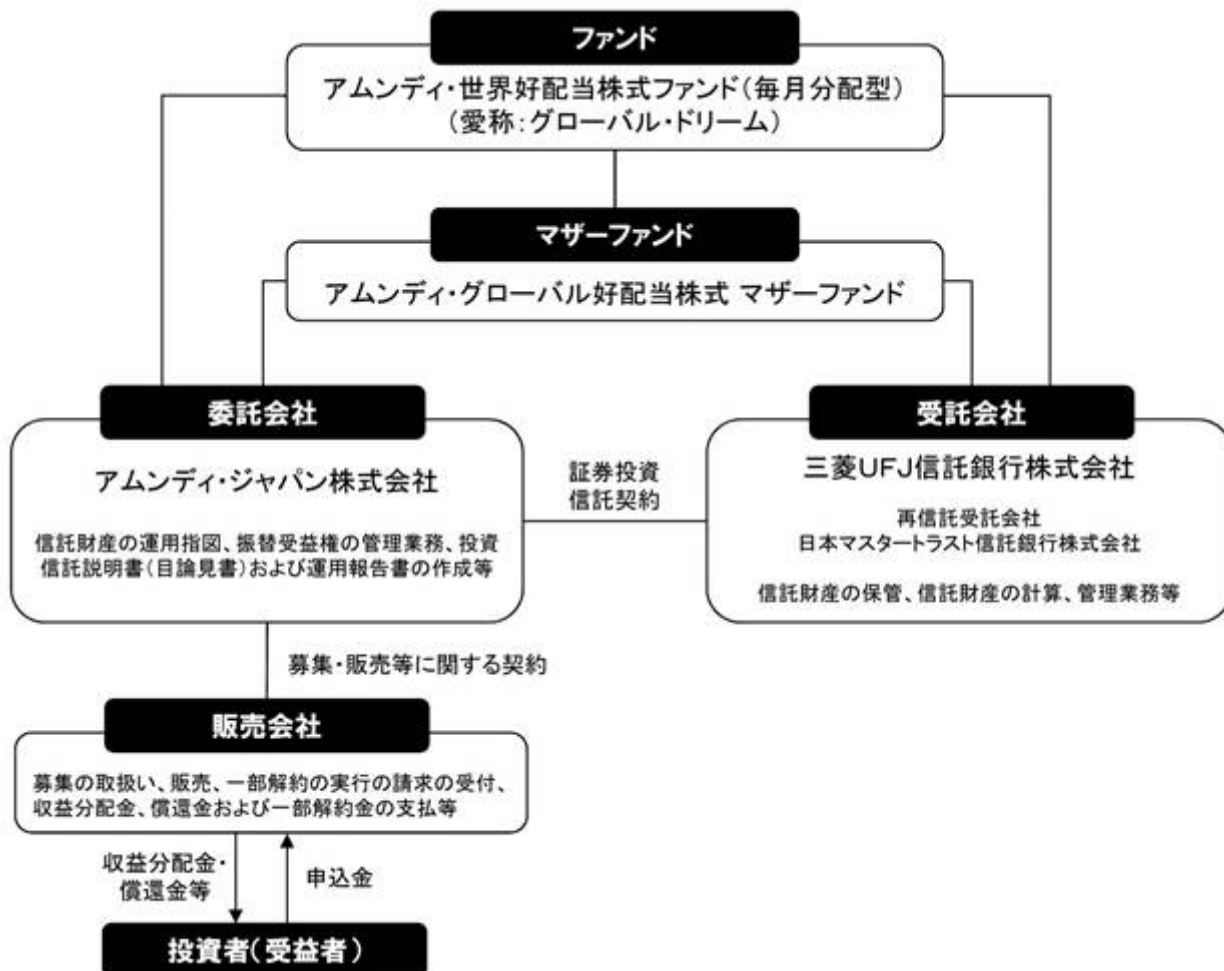 ファンド
アムンディ・世界好配当株式ファンド(毎月分配型)
(愛称:グローバル・ドリーム)
マザーファンド
アムンディ・グローバル好配当株式 マザーファンド
委託会社
アムンディ・ジャパン株式会社
信託財産の運用指図、振替受益権の管理業務、投資
信託説明書(目論見書)および運用報告書の作成等
証券投資
信託契約
受託会社
三菱UFJ信託銀行株式会社
再信託受託会社
日本マスタートラスト信託銀行株式会社
信託財産の保管、信託財産の計算、管理業務等
募集・販売等に関する契約
販売会社
募集の取扱い、販売、一部解約の実行の請求の受付、
収益分配金、償還金および一部解約金の支払等
収益分配金・
償還金等
申込金
投資者(受益者)